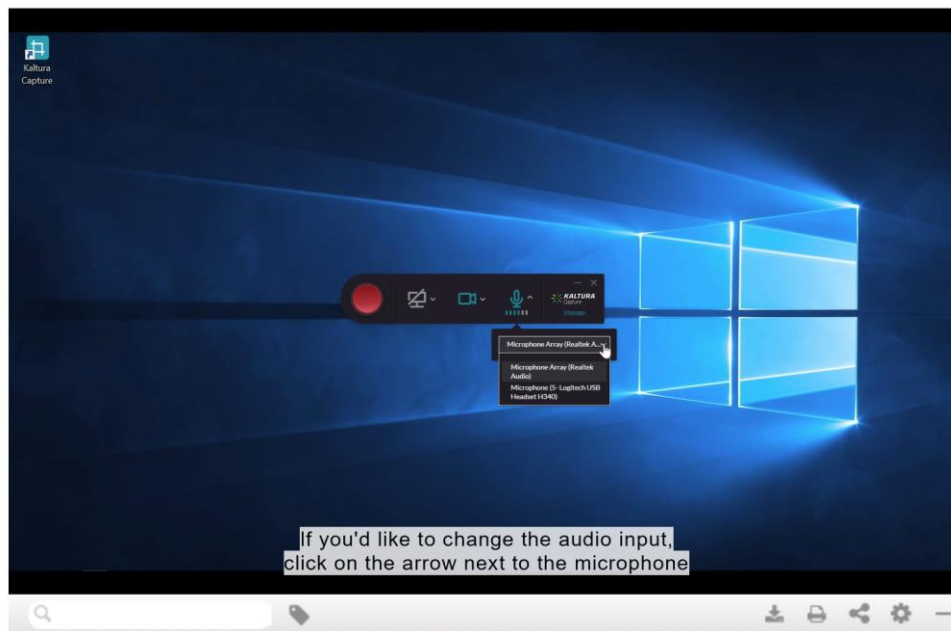 Kaltura
Capture
KALTURA
Capture
Manage
Microphone Array (Realtek A...
Microphone Array (Realtek
Audio)
Microphone (5- Logitech USB
Headset H340)
If you'd like to change the audio input,
click on the arrow next to the microphone